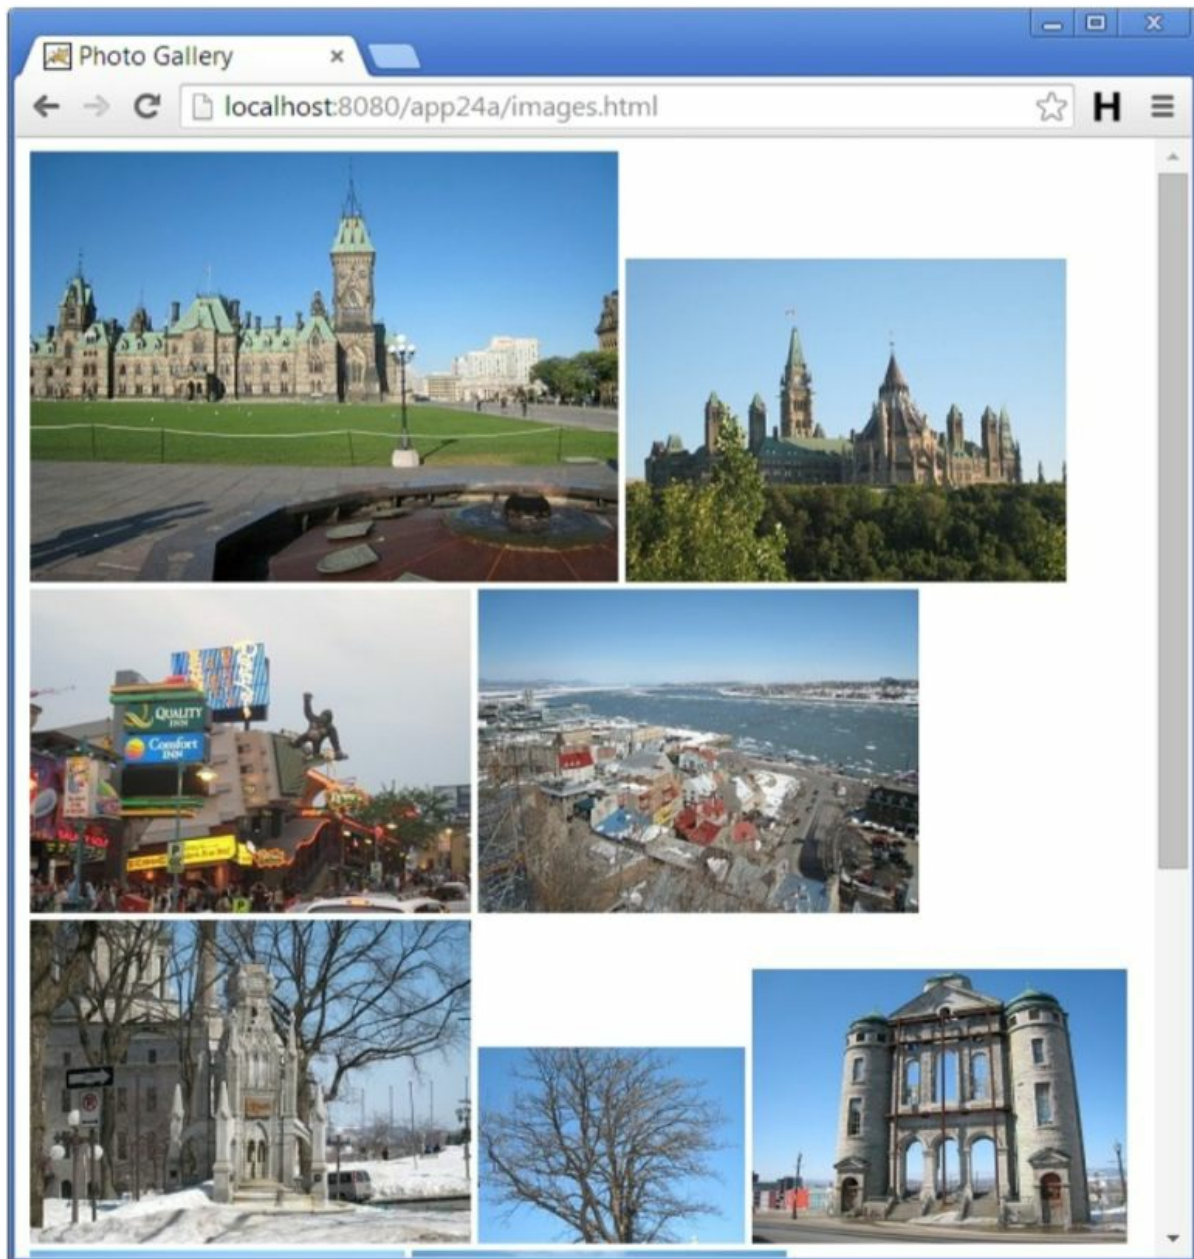 Photo Gallery
localhost:8080/app24a/images.html
H
QUALITY
INN
Comfort
INN